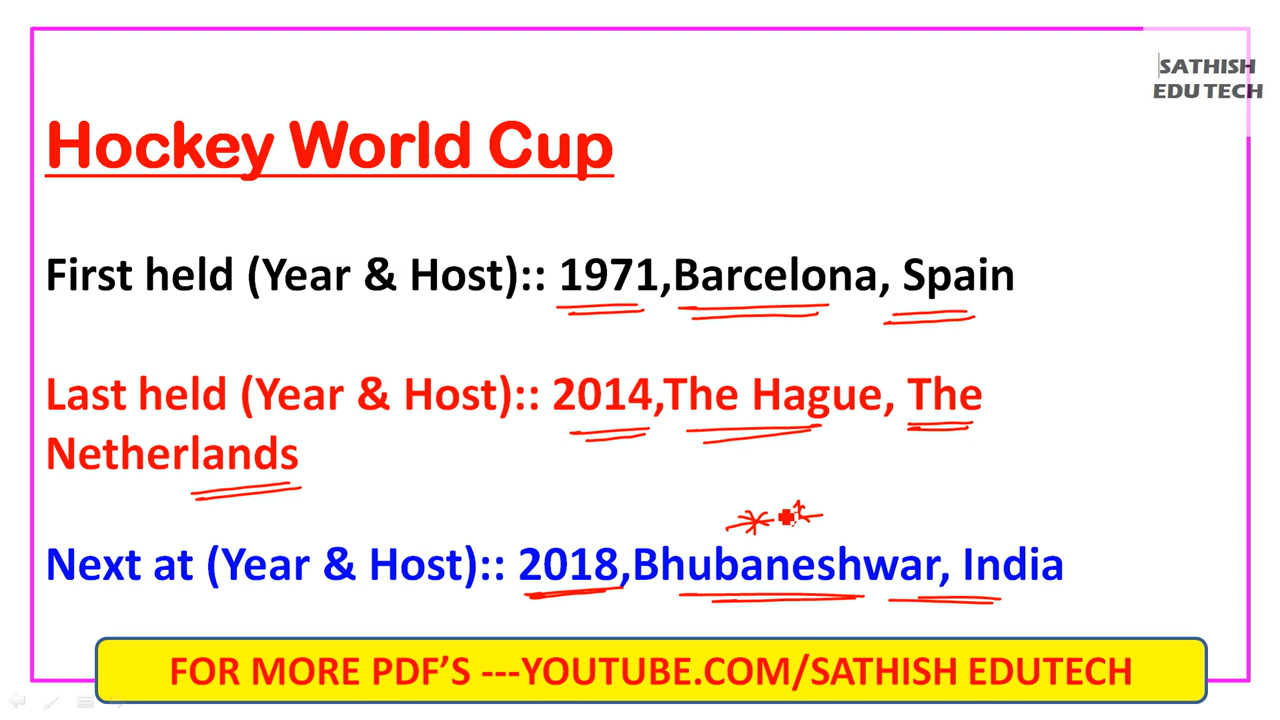 SATHISH
EDUTECH
Hockey World Cup
First held (Year & Host):: 1971,Barcelona, Spain
Last held (Year & Host):: 2014,The Hague, The
Netherlands
Next at (Year & Host):: 2018,Bhubaneshwar, India
FOR MORE PDF’S ---YOUTUBE.COM/SATHISH EDUTECH